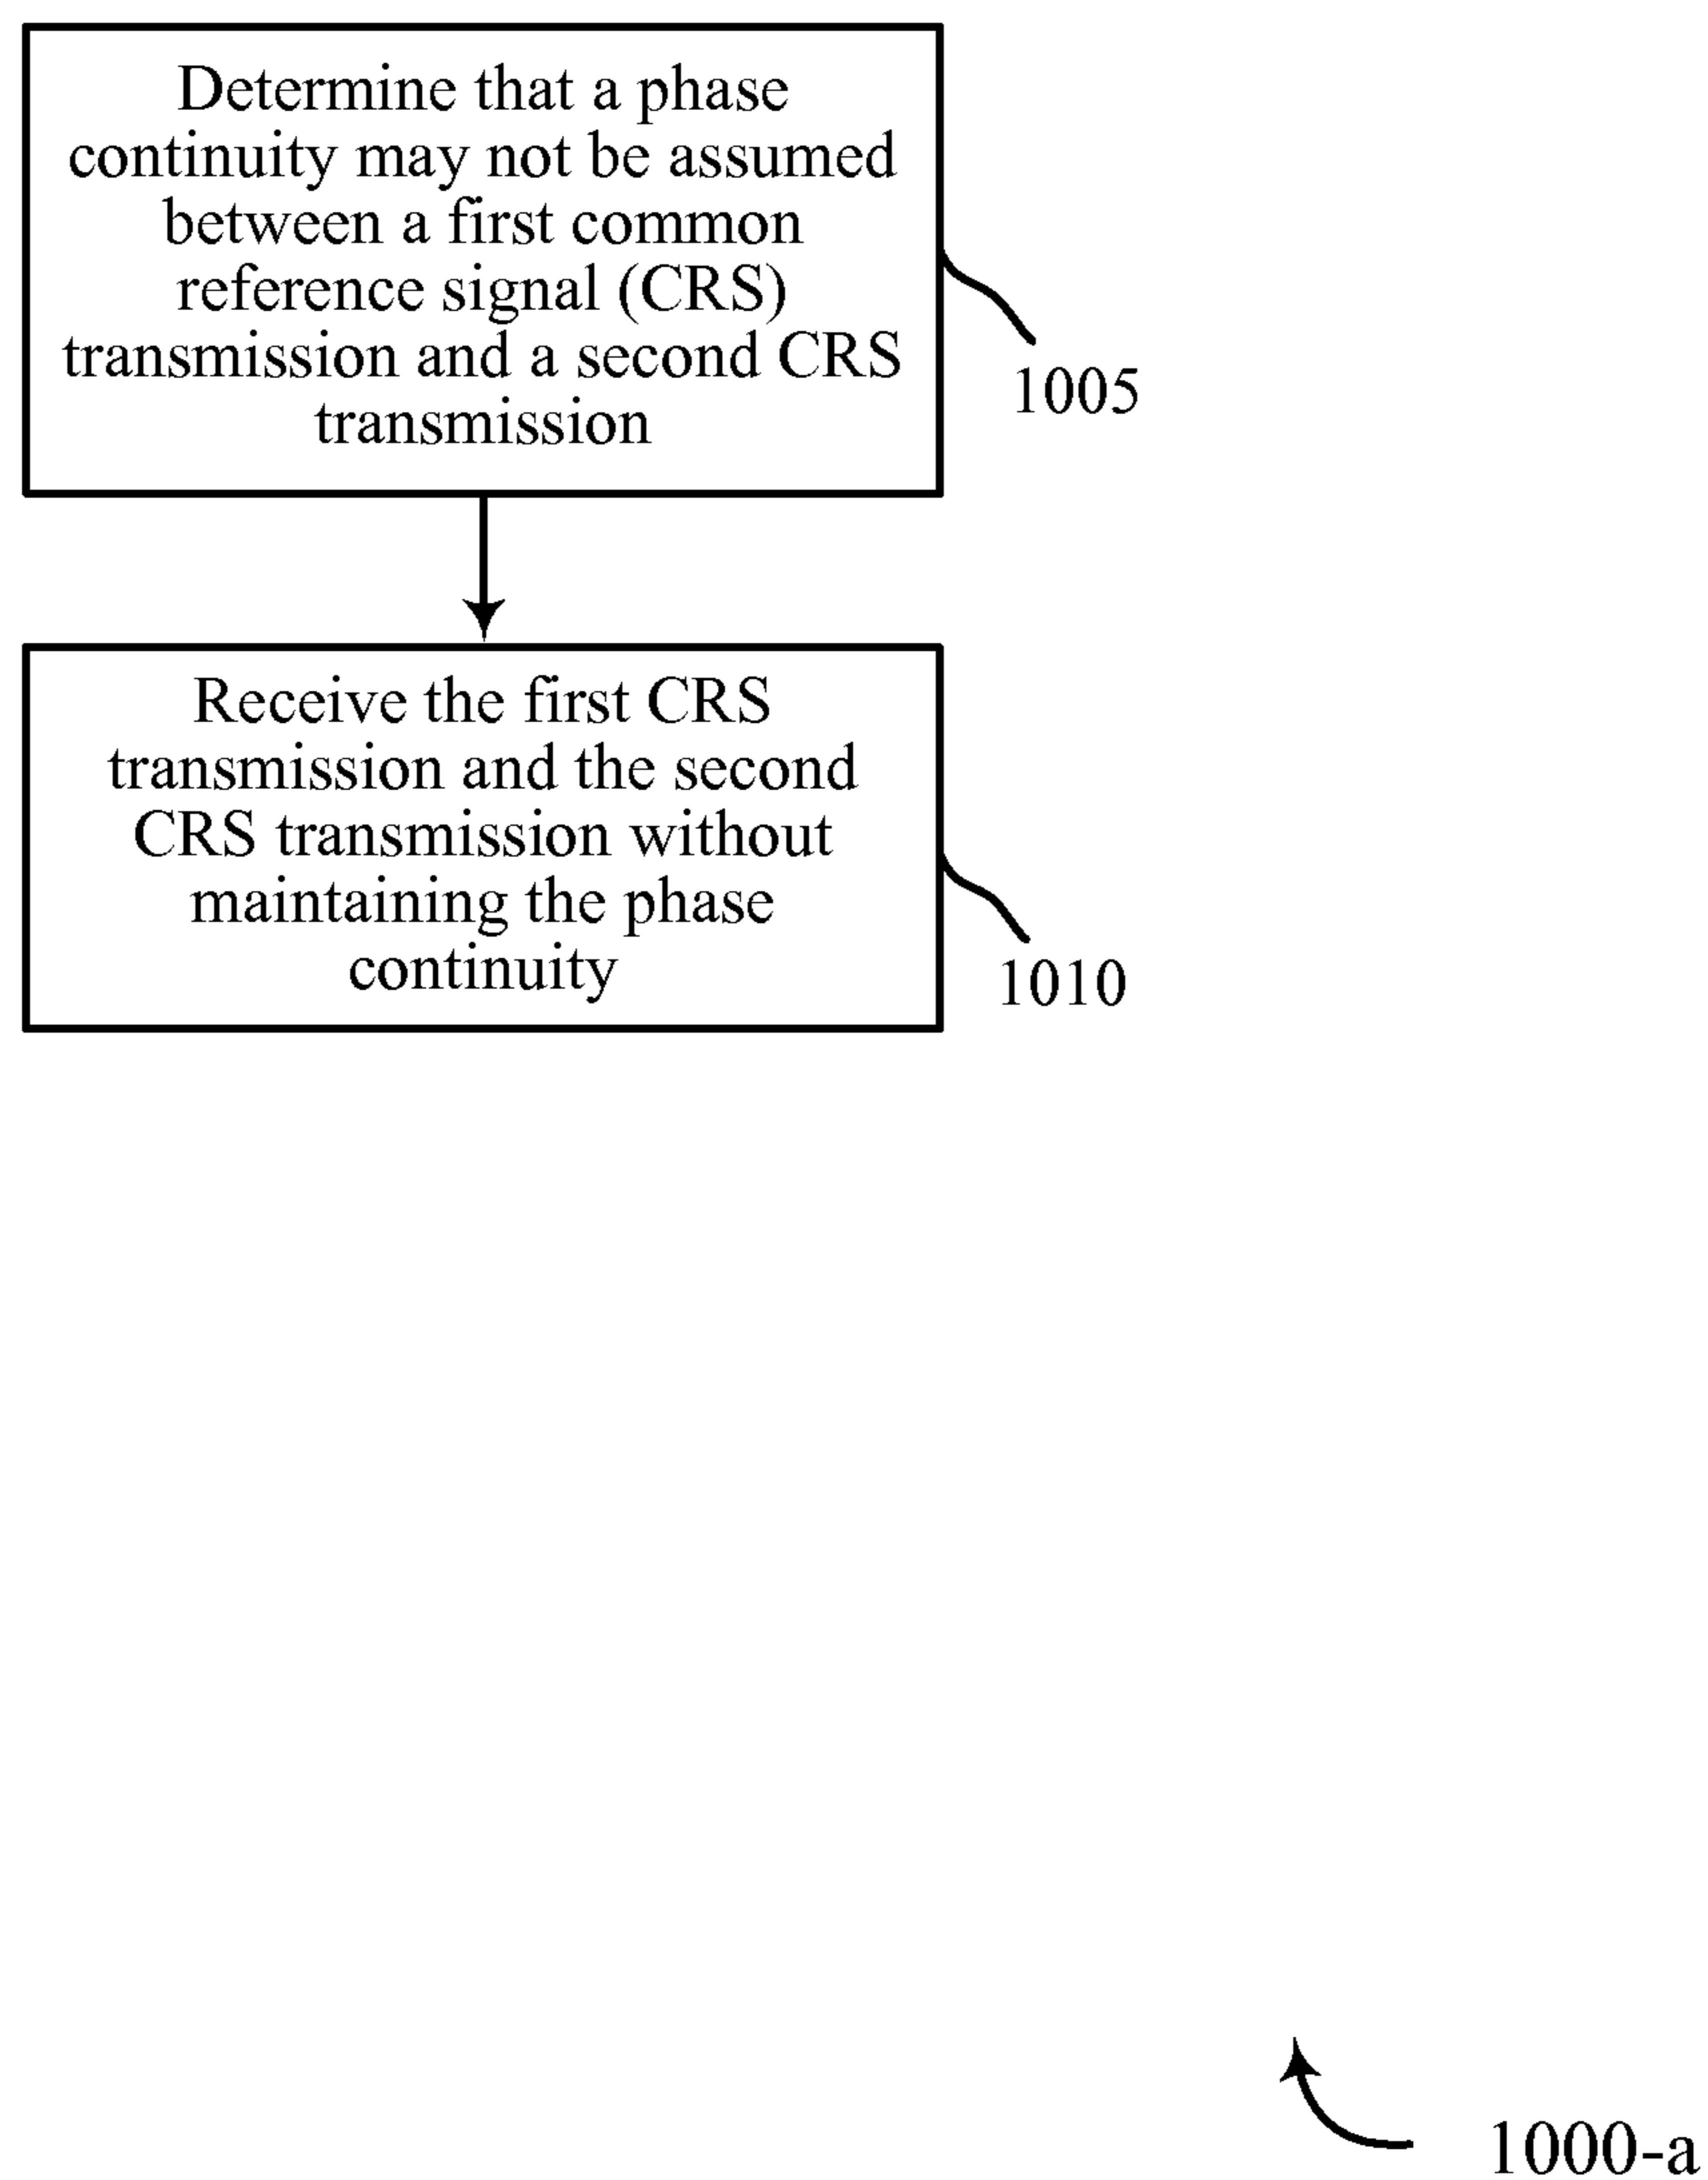 Determine that a phase
continuity may not be assumed
between a first common
reference signal (CRS)
transmission and a second CRS
transmission
1005
Receive the first CRS
transmission and the second
CRS transmission without
maintaining the phase
continuity
1010
1000-a